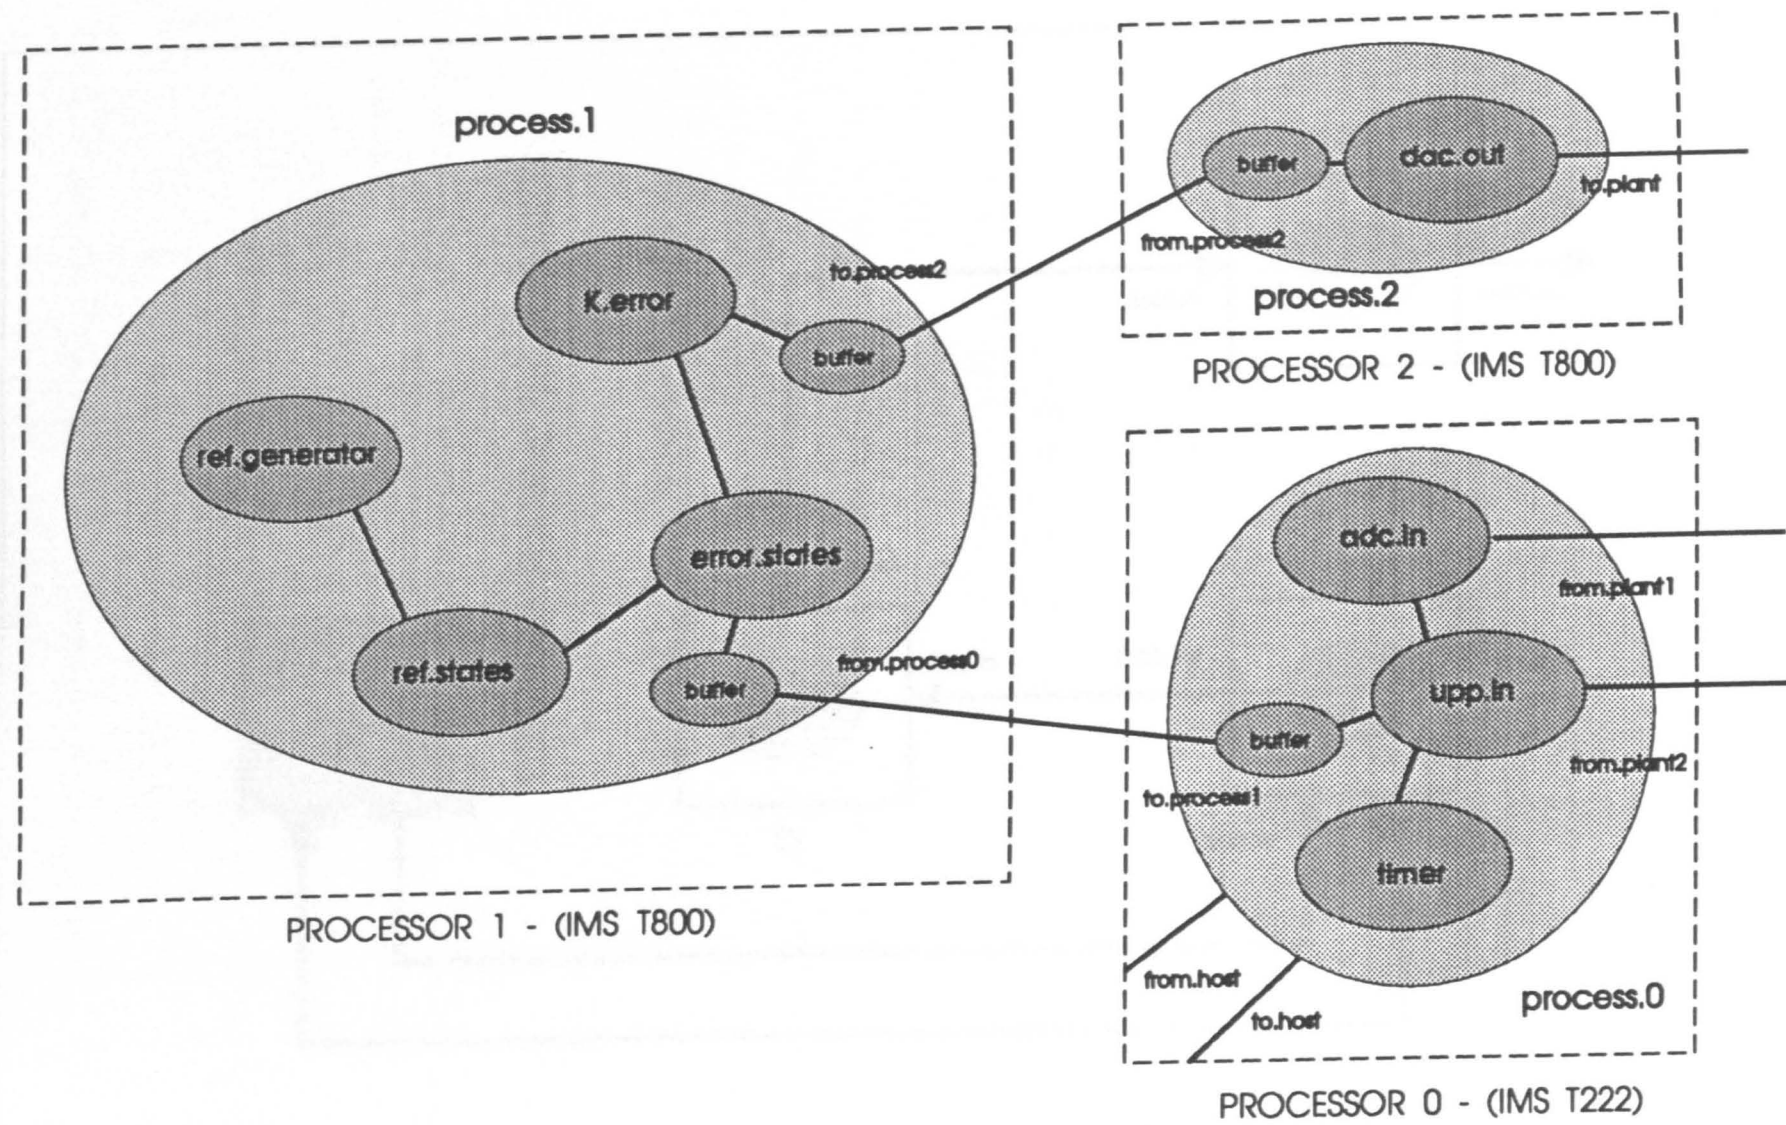 process.1
K.error
to.process2
buffer
ref.generator
error.states
ref.states
buffer
from.process0
PROCESSOR 1 - (IMS T800)
buffer
dac.out
to.plant
from.process2
process.2
PROCESSOR 2 - (IMS T800)
adc.in
from.plant1
upp.in
buffer
from.plant2
to.process1
timer
from.host
to.host
process.0
PROCESSOR 0 - (IMS T222)